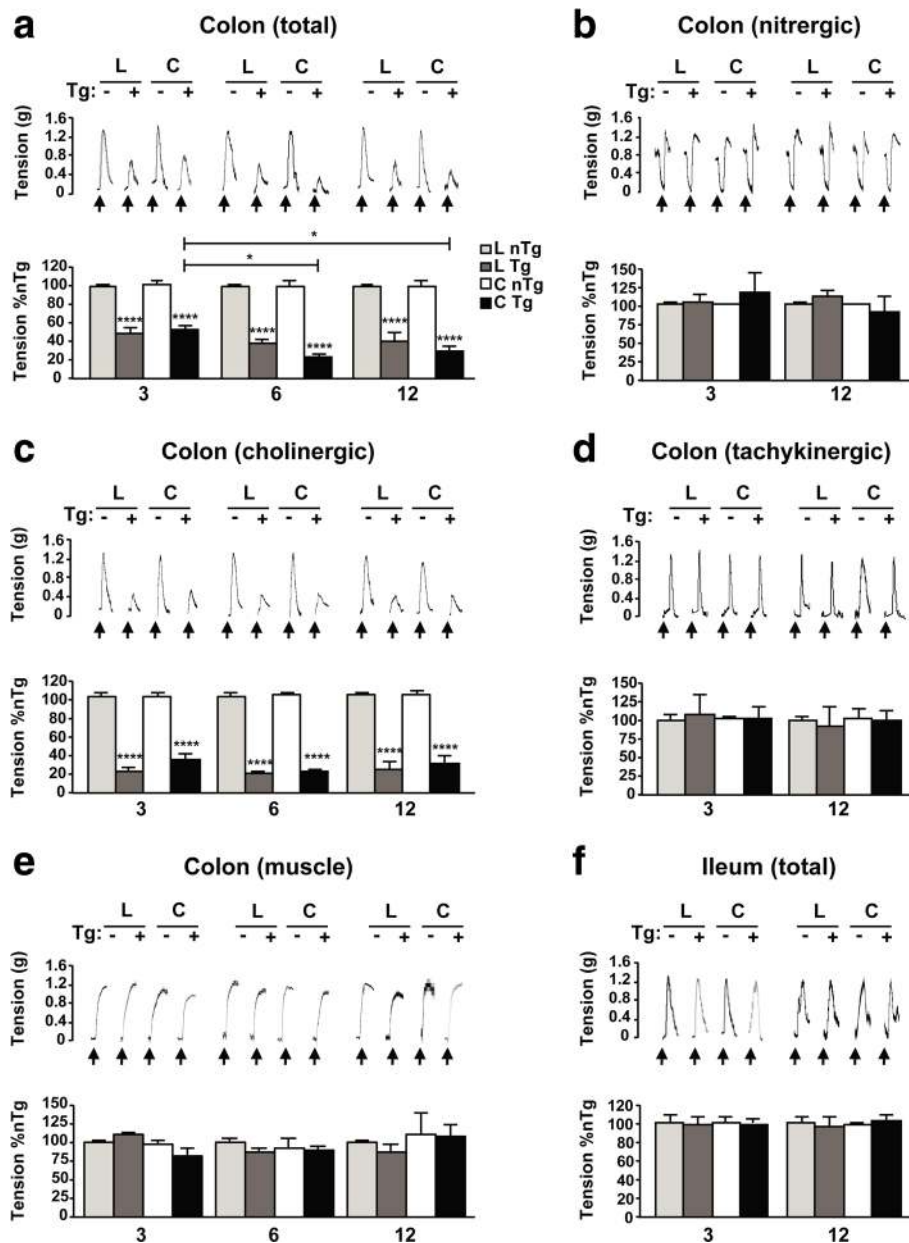 a Colon (total)
L C L C L C
Tg: - + - + - + - + - + - +
Tension (g)
1.6
1.2
0.8
0.4
0
*
*
L nTg
L Tg
C nTg
C Tg
Tension %nTg
120
100
80
60
40
20
0
**** **** **** **** **** ****
3 6 12
b Colon (nitrergic)
L C L C
Tg: - + - + - + - +
Tension (g)
1.6
1.2
0.8
0.4
0
Tension %nTg
150
125
100
75
50
25
0
3 12
c Colon (cholinergic)
L C L C L C
Tg: - + - + - + - + - + - +
Tension (g)
1.6
1.2
0.8
0.4
0
Tension %nTg
120
100
80
60
40
20
0
**** **** **** **** **** ****
3 6 12
d Colon (tachykinergic)
L C L C
Tg: - + - + - + - +
Tension (g)
1.6
1.2
0.8
0.4
0
Tension %nTg
150
125
100
75
50
25
0
3 12
e Colon (muscle)
L C L C L C
Tg: - + - + - + - + - + - +
Tension (g)
1.6
1.2
0.8
0.4
0
Tension %nTg
150
125
100
75
50
25
0
3 6 12
f Ileum (total)
L C L C
Tg: - + - + - + - +
Tension (g)
1.6
1.2
0.8
0.4
0
Tension %nTg
120
100
80
60
40
20
0
3 12